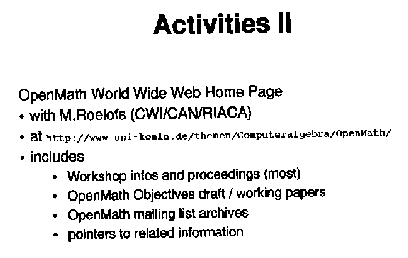 Activities II
OpenMath World Wide Web Home Page
• with M.Roelofs (CWI/CAN/RIACA)
• at http://www.uni-koeln.de/themen/Computeralgebra/OpenMath/
• includes
• Workshop infos and proceedings (most)
• OpenMath Objectives draft / working papers
• OpenMath mailing list archives
• pointers to related information